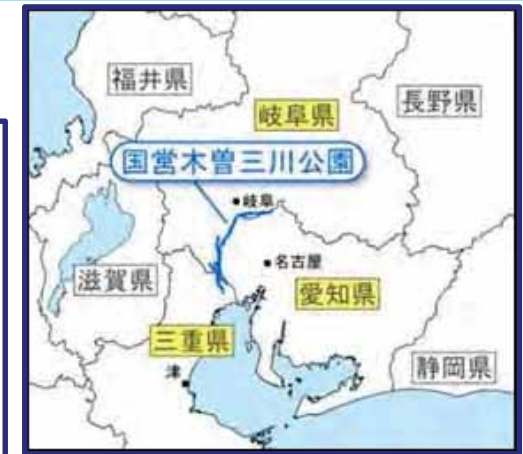 福井県
岐阜県
長野県
国営木曽三川公園
岐阜
名古屋
滋賀県
愛知県
三重県
静岡県
津